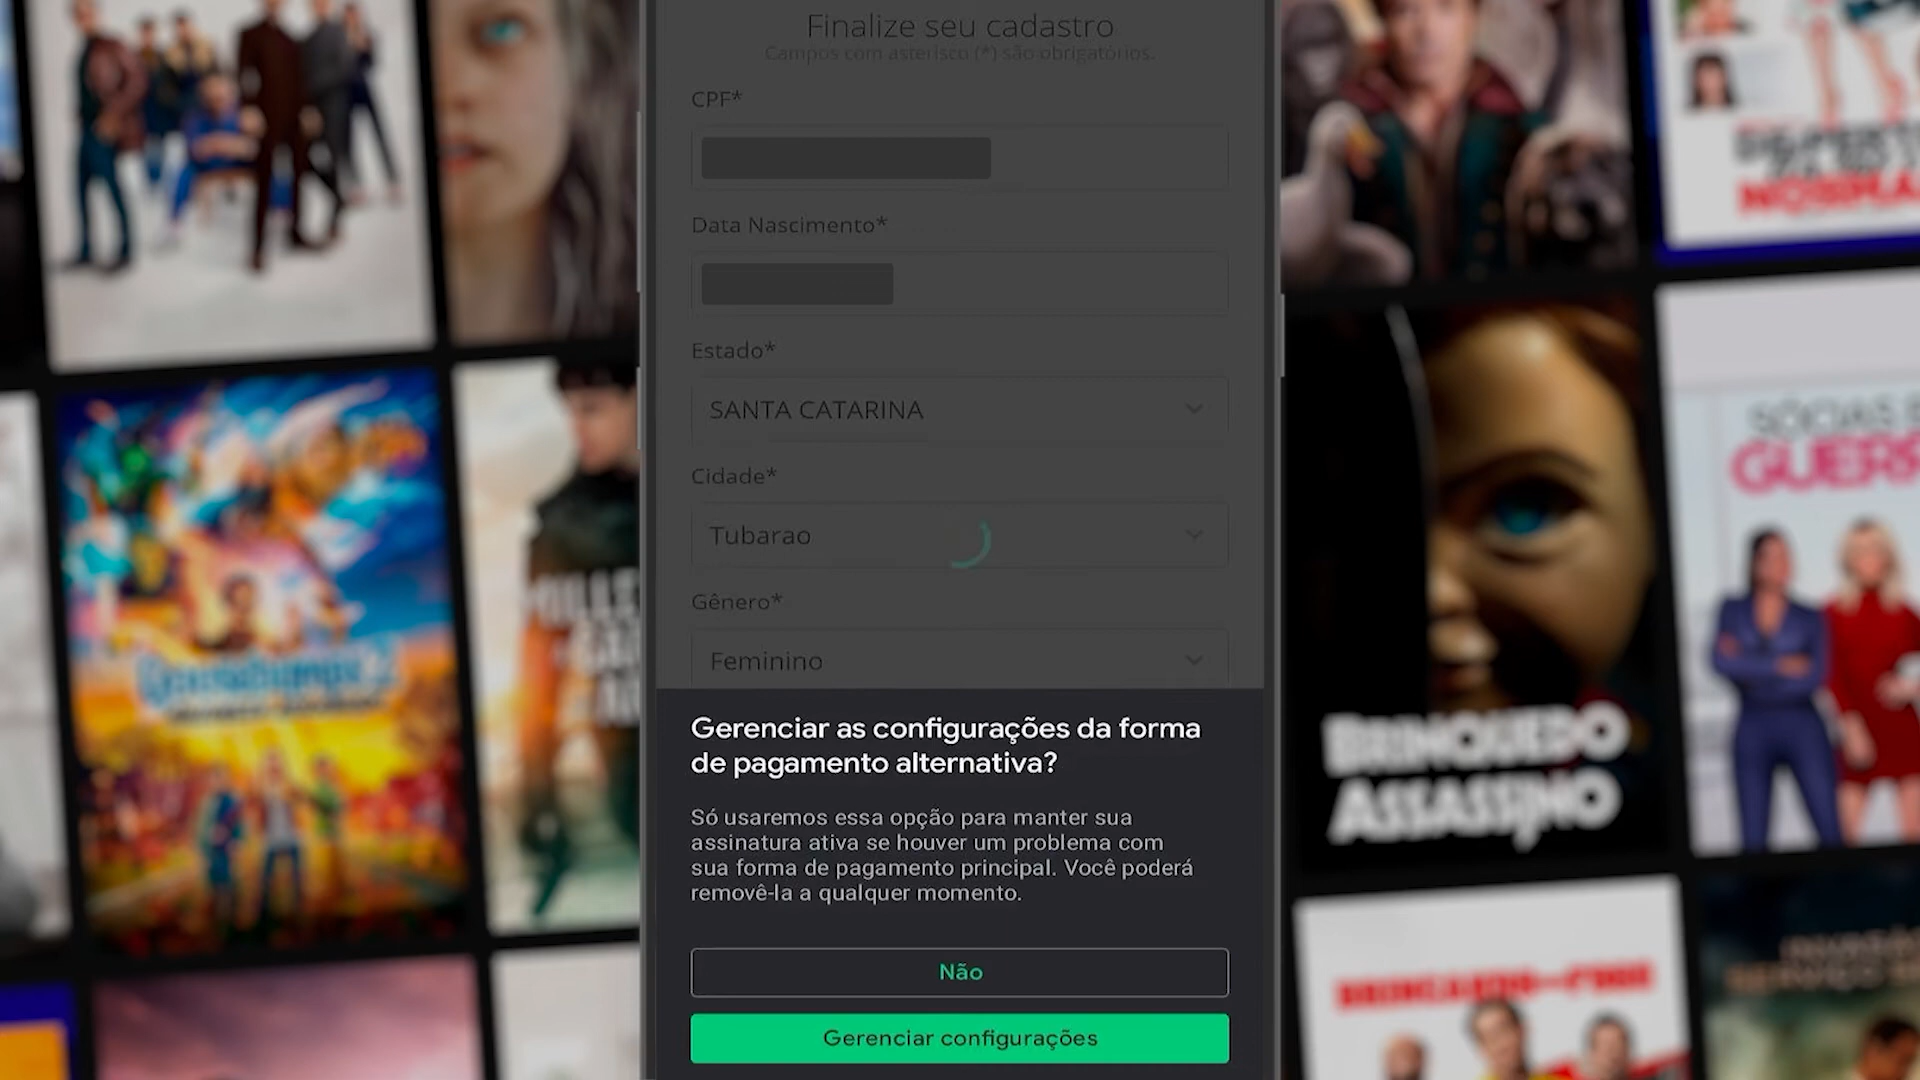 Finalize seu cadastro
Campos com asterisco (*) são obrigatórios.
CPF*
Data Nascimento*
Estado*
SANTA CATARINA
Cidade*
Tubarao
Gênero*
Feminino
Gerenciar as configurações da forma
de pagamento alternativa?
Só usaremos essa opção para manter sua
assinatura ativa se houver um problema com
sua forma de pagamento principal. Você poderá
removê-la a qualquer momento.
Não
Gerenciar configurações
BRINQUEDO
ASSASSINO